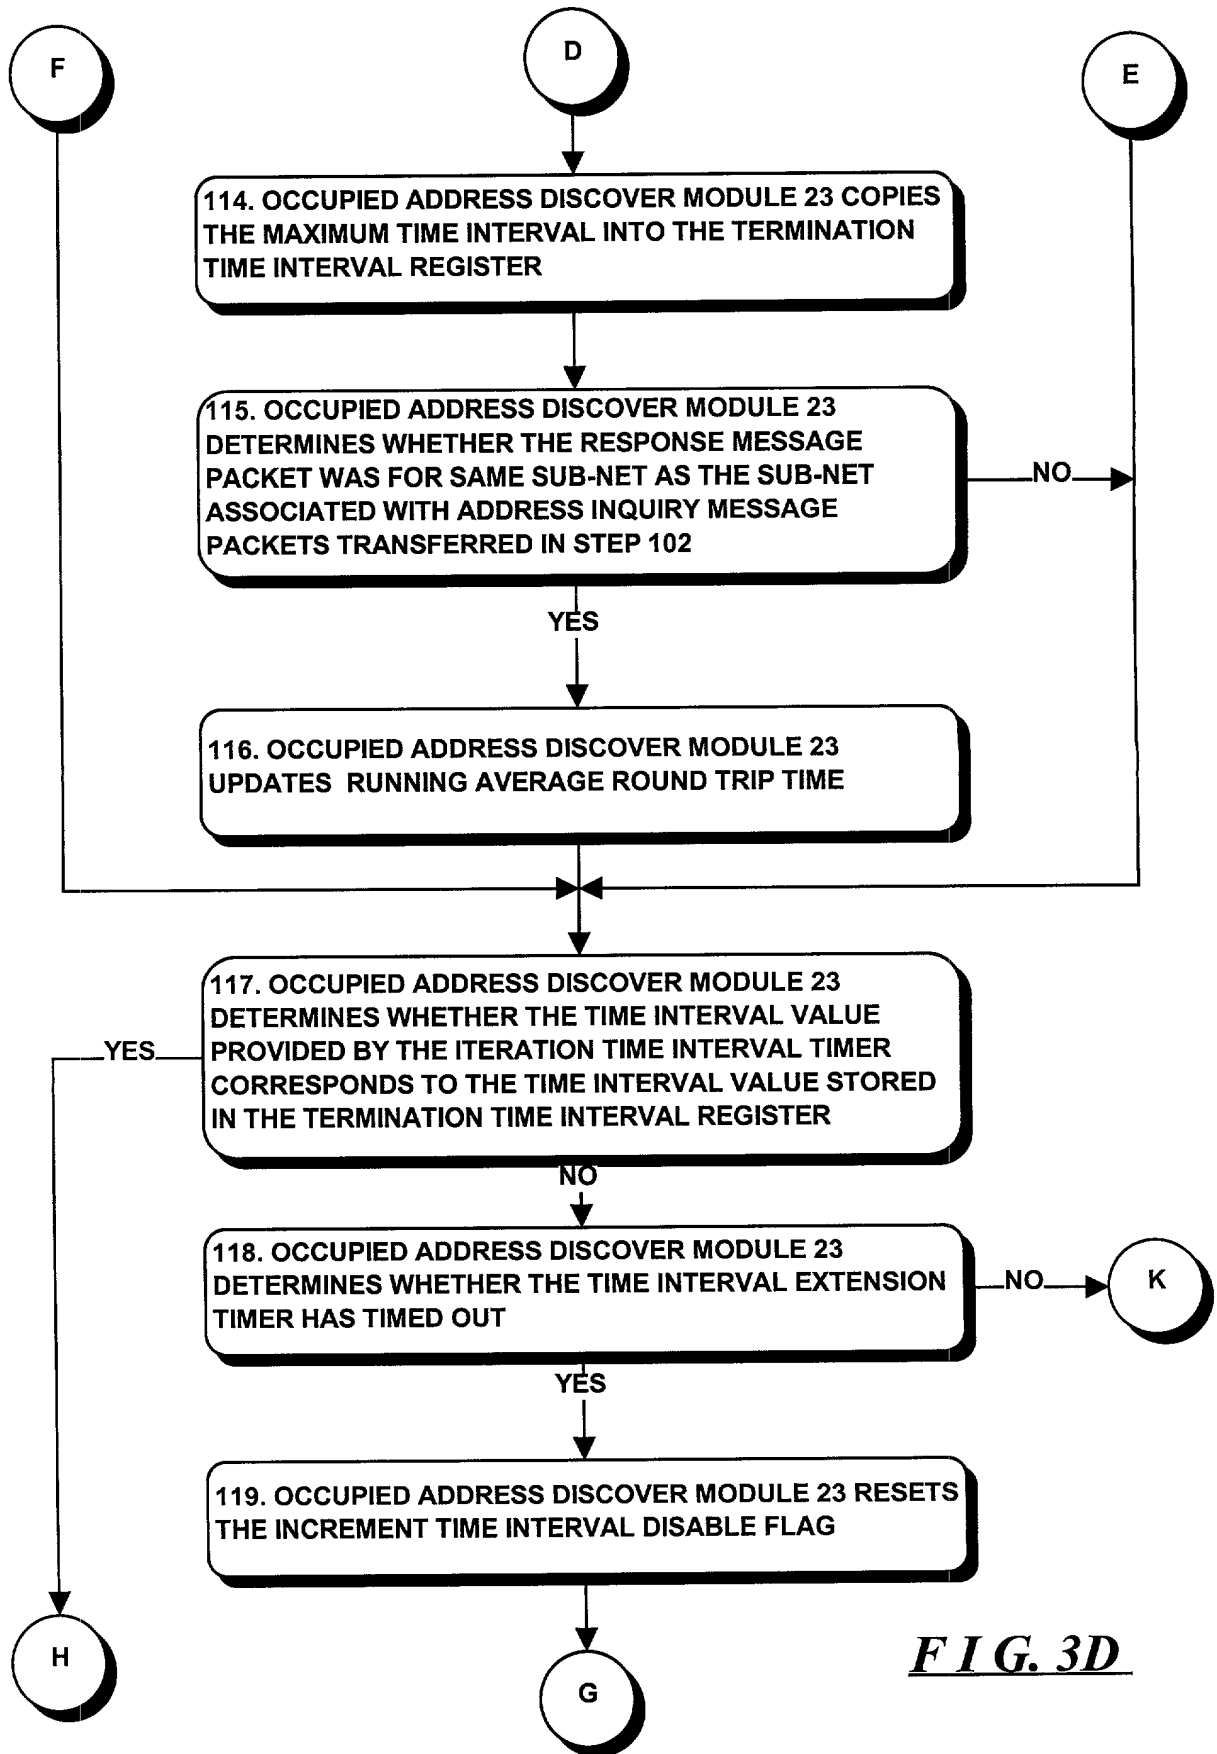 F
D
E
114. OCCUPIED ADDRESS DISCOVER MODULE 23 COPIES
THE MAXIMUM TIME INTERVAL INTO THE TERMINATION
TIME INTERVAL REGISTER
115. OCCUPIED ADDRESS DISCOVER MODULE 23
DETERMINES WHETHER THE RESPONSE MESSAGE
PACKET WAS FOR SAME SUB-NET AS THE SUB-NET
ASSOCIATED WITH ADDRESS INQUIRY MESSAGE
PACKETS TRANSFERRED IN STEP 102
NO
YES
116. OCCUPIED ADDRESS DISCOVER MODULE 23
UPDATES RUNNING AVERAGE ROUND TRIP TIME
117. OCCUPIED ADDRESS DISCOVER MODULE 23
DETERMINES WHETHER THE TIME INTERVAL VALUE
PROVIDED BY THE ITERATION TIME INTERVAL TIMER
CORRESPONDS TO THE TIME INTERVAL VALUE STORED
IN THE TERMINATION TIME INTERVAL REGISTER
YES
NO
118. OCCUPIED ADDRESS DISCOVER MODULE 23
DETERMINES WHETHER THE TIME INTERVAL EXTENSION
TIMER HAS TIMED OUT
NO
K
YES
119. OCCUPIED ADDRESS DISCOVER MODULE 23 RESETS
THE INCREMENT TIME INTERVAL DISABLE FLAG
H
G
F I G. 3D